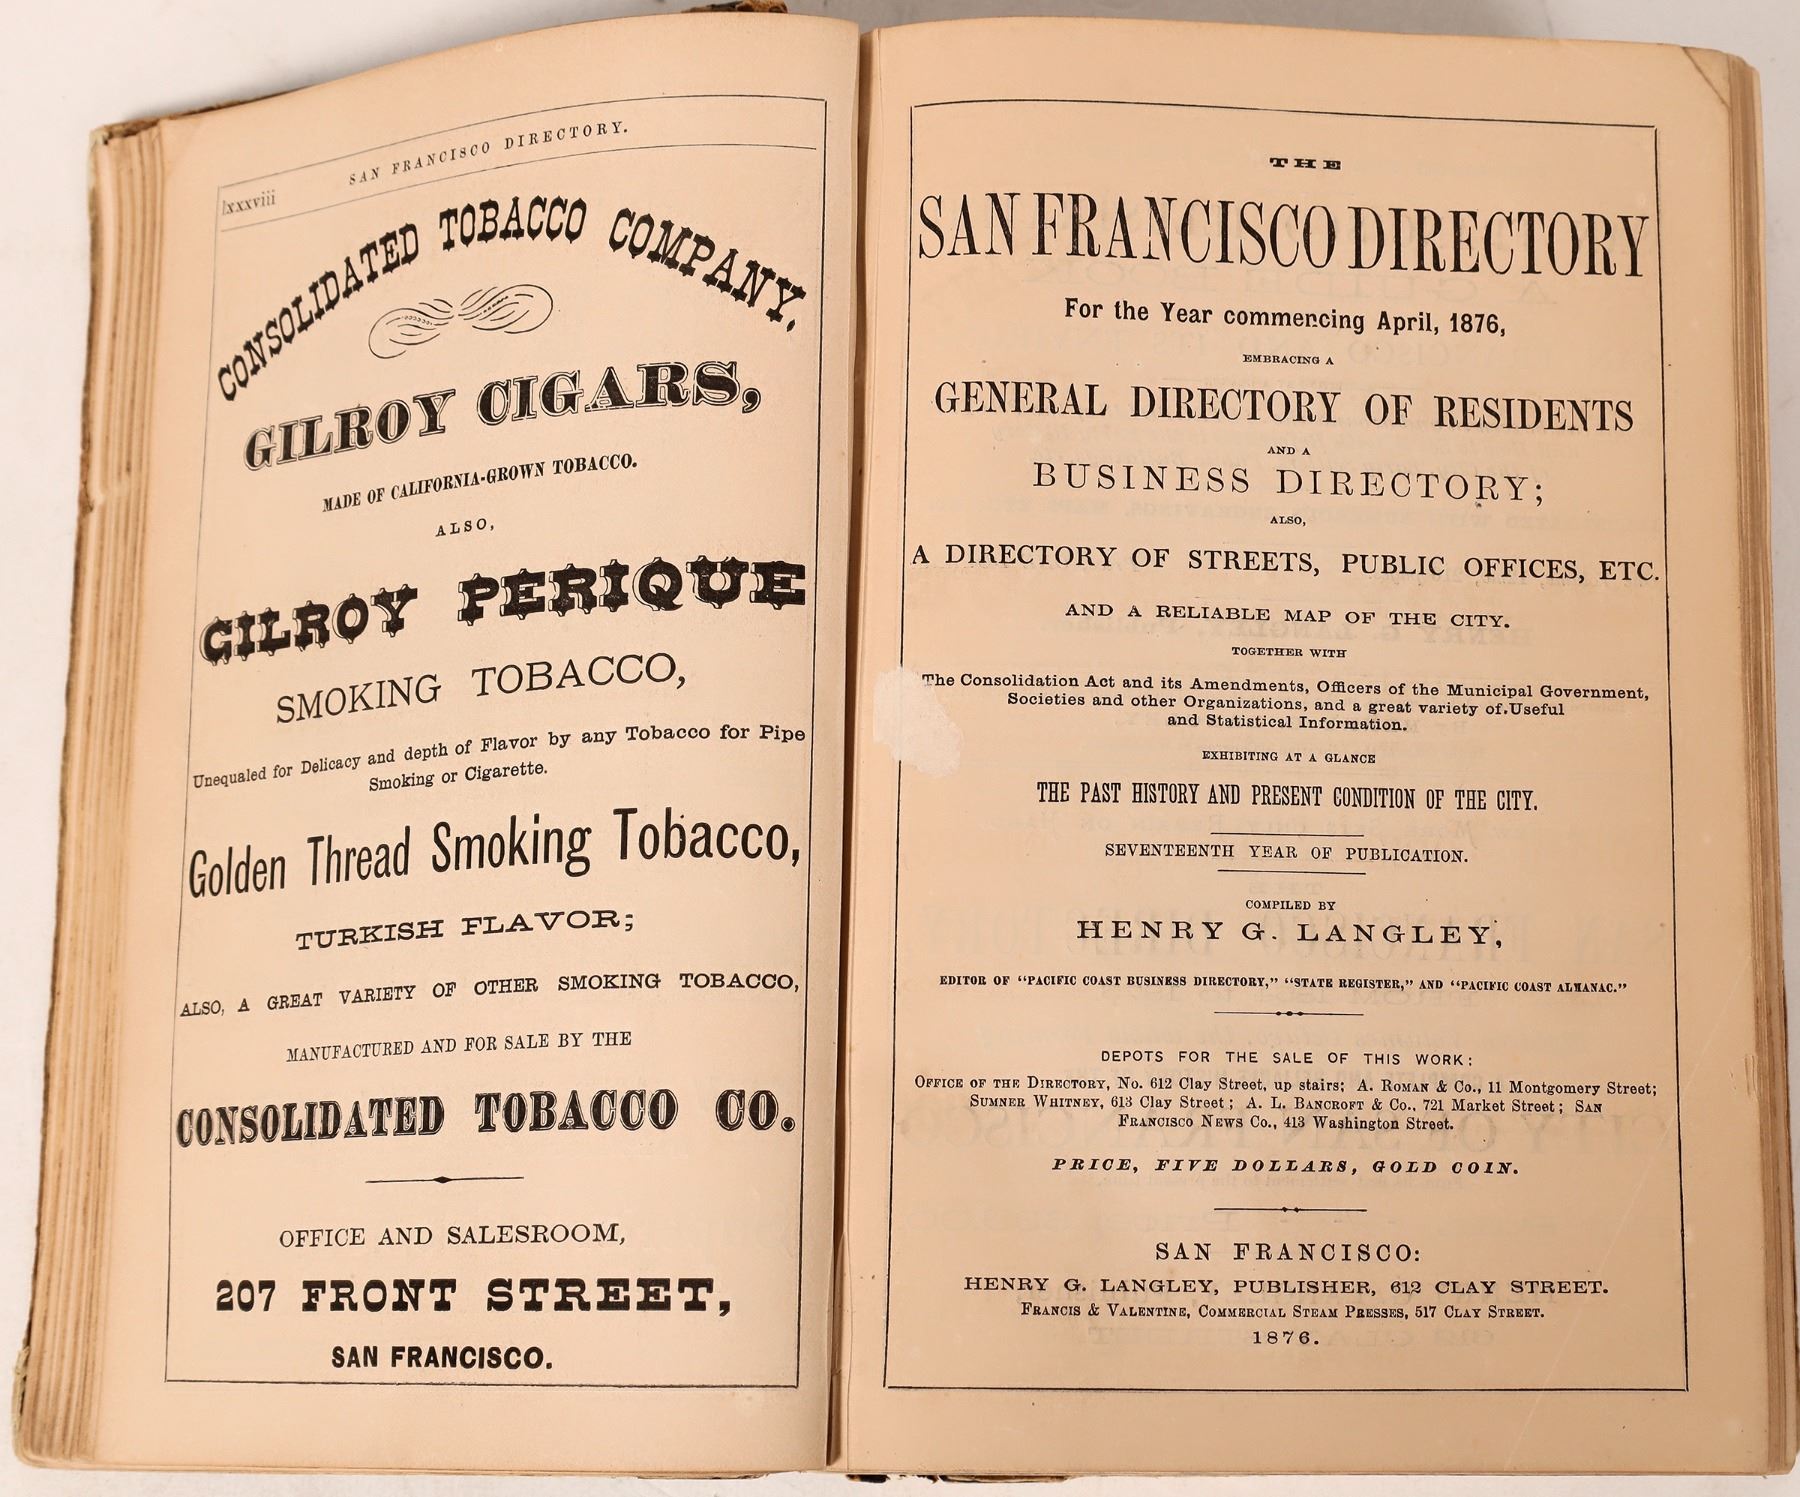 lxxxviii SAN FRANCISCO DIRECTORY.
CONSOLIDATED TOBACCO COMPANY.
GILROY CIGARS,
MADE OF CALIFORNIA-GROWN TOBACCO.
ALSO,
GILROY PERIQUE
SMOKING TOBACCO,
Unequaled for Delicacy and depth of Flavor by any Tobacco for Pipe
Smoking or Cigarette.
Golden Thread Smoking Tobacco,
TURKISH FLAVOR;
ALSO, A GREAT VARIETY OF OTHER SMOKING TOBACCO,
MANUFACTURED AND FOR SALE BY THE
CONSOLIDATED TOBACCO CO.
OFFICE AND SALESROOM,
207 FRONT STREET,
SAN FRANCISCO.
THE
SAN FRANCISCO DIRECTORY
For the Year commencing April, 1876,
EMBRACING A
GENERAL DIRECTORY OF RESIDENTS
AND A
BUSINESS DIRECTORY;
ALSO,
A DIRECTORY OF STREETS, PUBLIC OFFICES, ETC.
AND A RELIABLE MAP OF THE CITY.
TOGETHER WITH
The Consolidation Act and its Amendments, Officers of the Municipal Government,
Societies and other Organizations, and a great variety of Useful
and Statistical Information.
EXHIBITING AT A GLANCE
THE PAST HISTORY AND PRESENT CONDITION OF THE CITY.
SEVENTEENTH YEAR OF PUBLICATION.
COMPILED BY
HENRY G. LANGLEY,
EDITOR OF "PACIFIC COAST BUSINESS DIRECTORY," "STATE REGISTER," AND "PACIFIC COAST ALMANAC."
DEPOTS FOR THE SALE OF THIS WORK:
OFFICE OF THE DIRECTORY, No. 612 Clay Street, up stairs; A. ROMAN & Co., 11 Montgomery Street;
SUMNER WHITNEY, 613 Clay Street; A. L. BANCROFT & Co., 721 Market Street; SAN
FRANCISCO NEWS Co., 413 Washington Street.
PRICE, FIVE DOLLARS, GOLD COIN.
SAN FRANCISCO:
HENRY G. LANGLEY, PUBLISHER, 612 CLAY STREET.
FRANCIS & VALENTINE, COMMERCIAL STEAM PRESSES, 517 CLAY STREET.
1876.